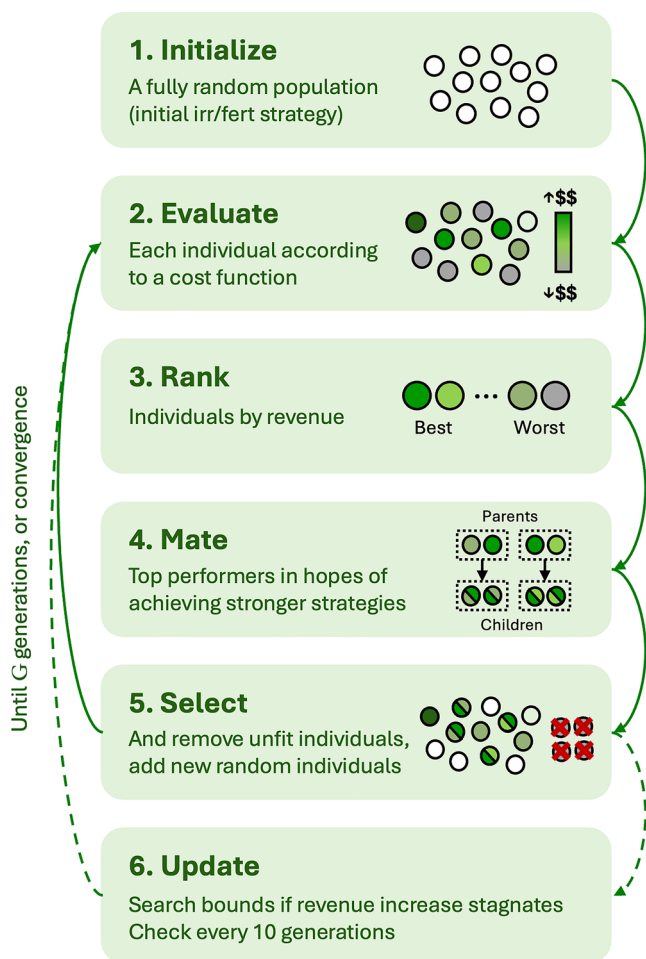 1. Initialize
A fully random population
(initial irr/fert strategy)
2. Evaluate
Each individual according
to a cost function
↑$$
↓$$
3. Rank
Individuals by revenue
...
Best
Worst
4. Mate
Top performers in hopes of
achieving stronger strategies
Parents
Children
5. Select
And remove unfit individuals,
add new random individuals
6. Update
Search bounds if revenue increase stagnates
Check every 10 generations
Until G generations, or convergence